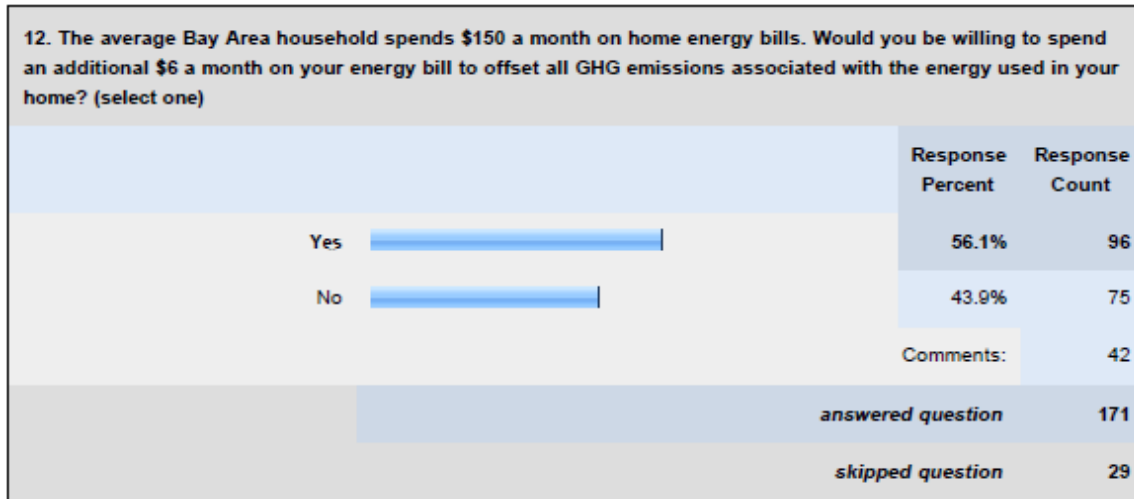 12. The average Bay Area household spends $150 a month on home energy bills. Would you be willing to spend
an additional $6 a month on your energy bill to offset all GHG emissions associated with the energy used in your
home? (select one)
Response Percent Response Count
Yes 56.1% 96
No 43.9% 75
Comments: 42
answered question 171
skipped question 29